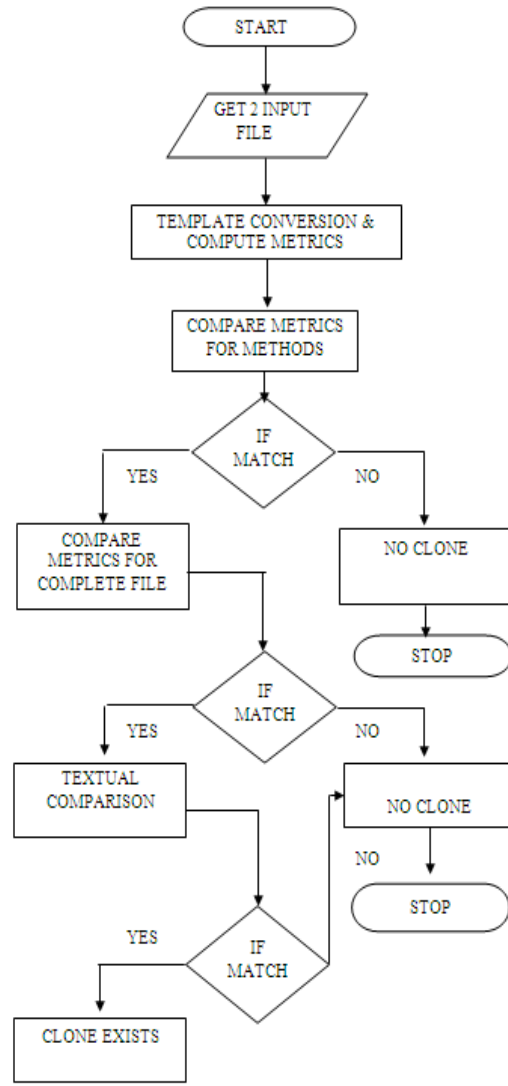 START
GET 2 INPUT
FILE
TEMPLATE CONVERSION &
COMPUTE METRICS
COMPARE METRICS
FOR METHODS
IF
MATCH
YES
NO
COMPARE
METRICS FOR
COMPLETE FILE
NO CLONE
STOP
IF
MATCH
YES
NO
TEXTUAL
COMPARISON
NO CLONE
NO
STOP
YES
IF
MATCH
CLONE EXISTS